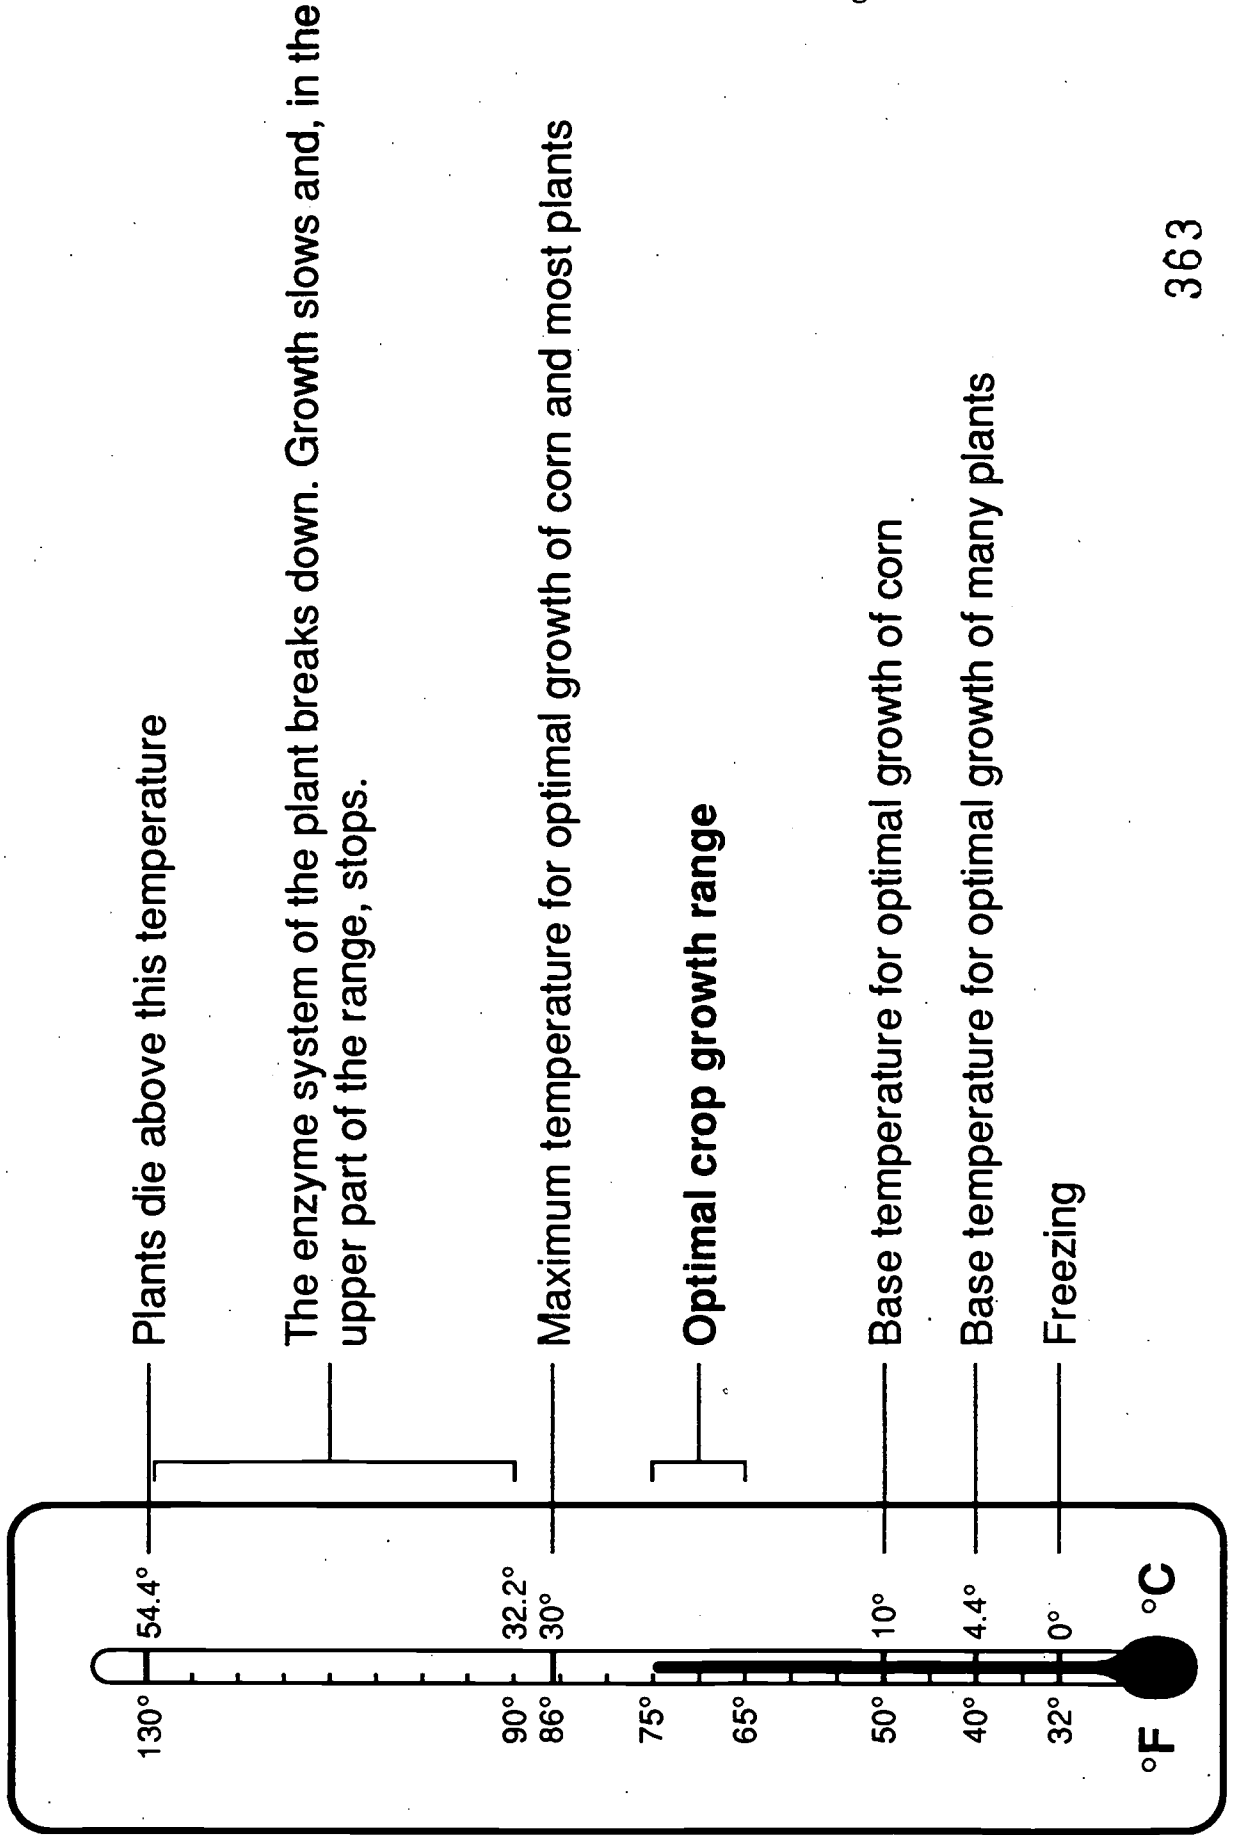 130° 54.4° Plants die above this temperature
The enzyme system of the plant breaks down. Growth slows and, in the
upper part of the range, stops.
90° 32.2°
86° 30° Maximum temperature for optimal growth of corn and most plants
75°
Optimal crop growth range
65°
50° 10° Base temperature for optimal growth of corn
40° 4.4° Base temperature for optimal growth of many plants
32° 0° Freezing
°F °C
363